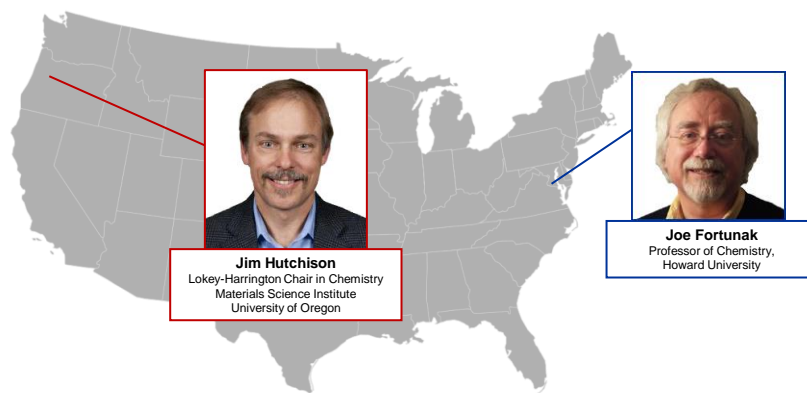 Jim Hutchison
Lokey-Harrington Chair in Chemistry
Materials Science Institute
University of Oregon
Joe Fortunak
Professor of Chemistry,
Howard University